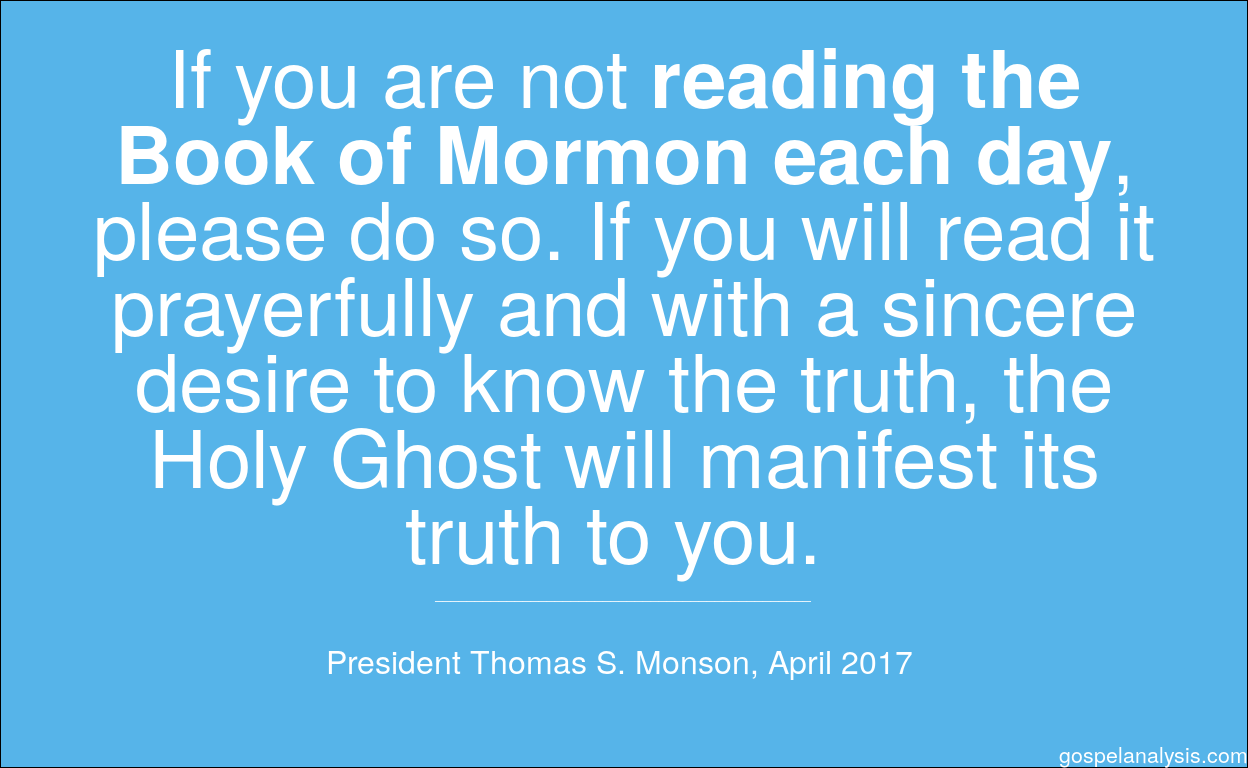 If you are not reading the
Book of Mormon each day,
please do so. If you will read it
prayerfully and with a sincere
desire to know the truth, the
Holy Ghost will manifest its
truth to you.
President Thomas S. Monson, April 2017
gospelanalysis.com